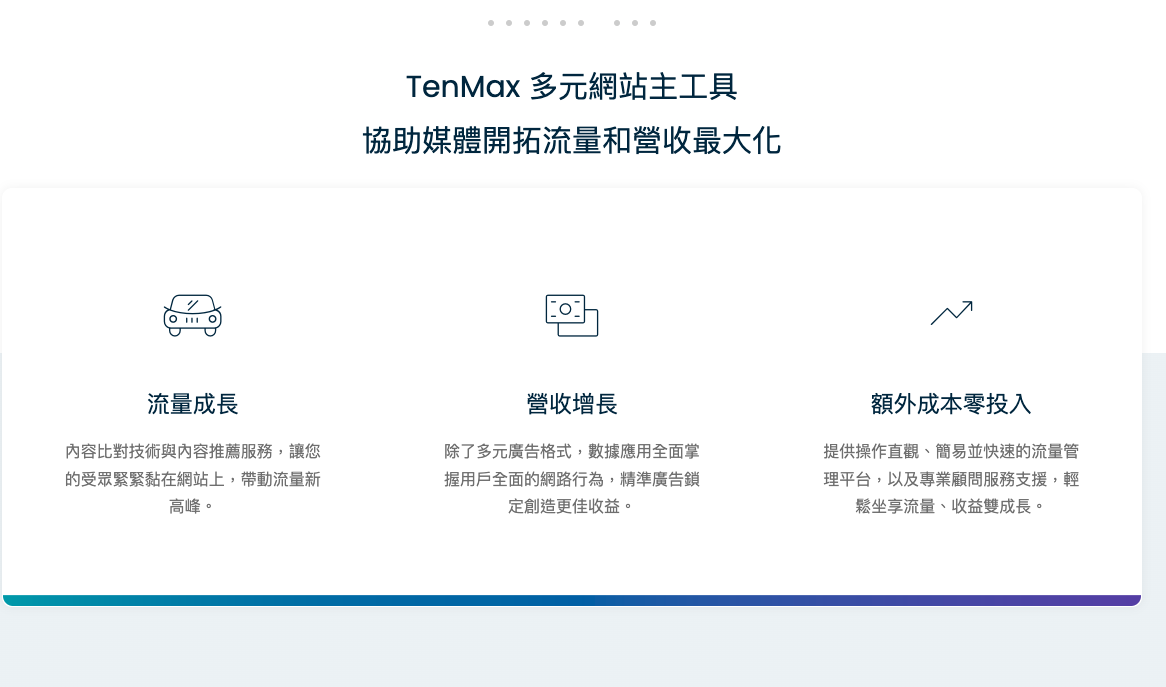 TenMax 多元網站主工具
協助媒體開拓流量和營收最大化
流量成長
內容比對技術與內容推薦服務，讓您
的受眾緊緊黏在網站上，帶動流量新
高峰。
營收增長
除了多元廣告格式，數據應用全面掌
握用戶全面的網路行為，精準廣告鎖
定創造更佳收益。
額外成本零投入
提供操作直觀、簡易並快速的流量管
理平台，以及專業顧問服務支援，輕
鬆坐享流量、收益雙成長。